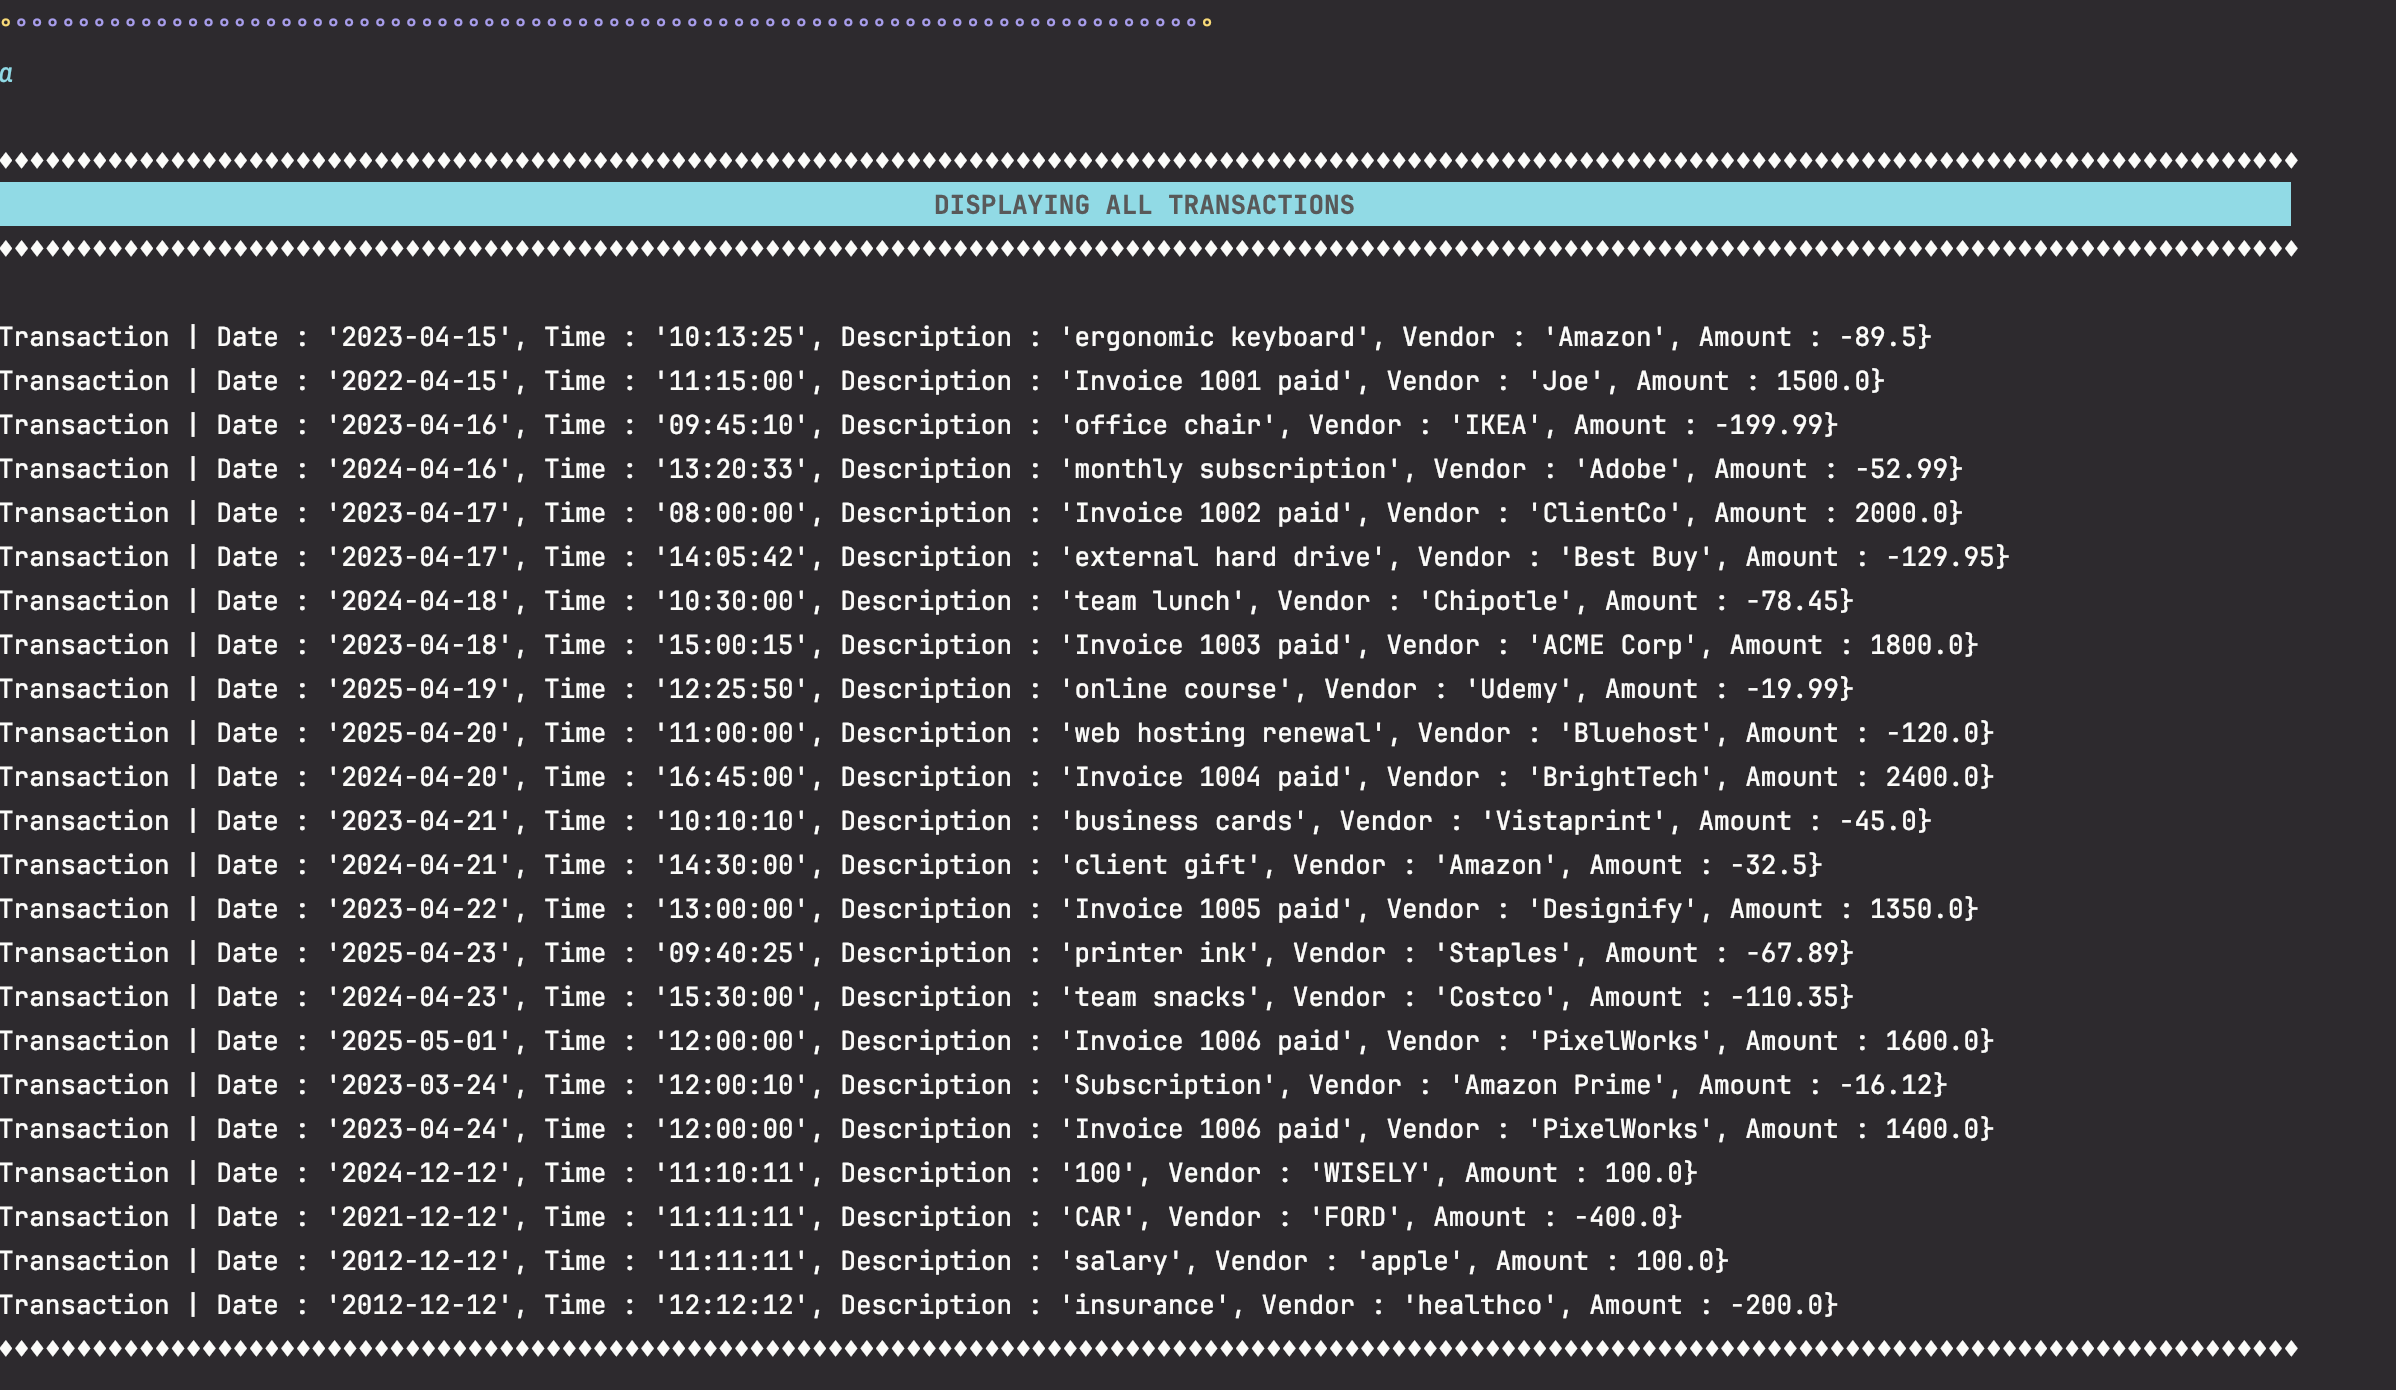 a
DISPLAYING ALL TRANSACTIONS
Transaction | Date : '2023-04-15', Time : '10:13:25', Description : 'ergonomic keyboard', Vendor : 'Amazon', Amount : -89.5}
Transaction | Date : '2022-04-15', Time : '11:15:00', Description : 'Invoice 1001 paid', Vendor : 'Joe', Amount : 1500.0}
Transaction | Date : '2023-04-16', Time : '09:45:10', Description : 'office chair', Vendor : 'IKEA', Amount : -199.99}
Transaction | Date : '2024-04-16', Time : '13:20:33', Description : 'monthly subscription', Vendor : 'Adobe', Amount : -52.99}
Transaction | Date : '2023-04-17', Time : '08:00:00', Description : 'Invoice 1002 paid', Vendor : 'ClientCo', Amount : 2000.0}
Transaction | Date : '2023-04-17', Time : '14:05:42', Description : 'external hard drive', Vendor : 'Best Buy', Amount : -129.95}
Transaction | Date : '2024-04-18', Time : '10:30:00', Description : 'team lunch', Vendor : 'Chipotle', Amount : -78.45}
Transaction | Date : '2023-04-18', Time : '15:00:15', Description : 'Invoice 1003 paid', Vendor : 'ACME Corp', Amount : 1800.0}
Transaction | Date : '2025-04-19', Time : '12:25:50', Description : 'online course', Vendor : 'Udemy', Amount : -19.99}
Transaction | Date : '2025-04-20', Time : '11:00:00', Description : 'web hosting renewal', Vendor : 'Bluehost', Amount : -120.0}
Transaction | Date : '2024-04-20', Time : '16:45:00', Description : 'Invoice 1004 paid', Vendor : 'BrightTech', Amount : 2400.0}
Transaction | Date : '2023-04-21', Time : '10:10:10', Description : 'business cards', Vendor : 'Vistaprint', Amount : -45.0}
Transaction | Date : '2024-04-21', Time : '14:30:00', Description : 'client gift', Vendor : 'Amazon', Amount : -32.5}
Transaction | Date : '2023-04-22', Time : '13:00:00', Description : 'Invoice 1005 paid', Vendor : 'Designify', Amount : 1350.0}
Transaction | Date : '2025-04-23', Time : '09:40:25', Description : 'printer ink', Vendor : 'Staples', Amount : -67.89}
Transaction | Date : '2024-04-23', Time : '15:30:00', Description : 'team snacks', Vendor : 'Costco', Amount : -110.35}
Transaction | Date : '2025-05-01', Time : '12:00:00', Description : 'Invoice 1006 paid', Vendor : 'PixelWorks', Amount : 1600.0}
Transaction | Date : '2023-03-24', Time : '12:00:10', Description : 'Subscription', Vendor : 'Amazon Prime', Amount : -16.12}
Transaction | Date : '2023-04-24', Time : '12:00:00', Description : 'Invoice 1006 paid', Vendor : 'PixelWorks', Amount : 1400.0}
Transaction | Date : '2024-12-12', Time : '11:10:11', Description : '100', Vendor : 'WISELY', Amount : 100.0}
Transaction | Date : '2021-12-12', Time : '11:11:11', Description : 'CAR', Vendor : 'FORD', Amount : -400.0}
Transaction | Date : '2012-12-12', Time : '11:11:11', Description : 'salary', Vendor : 'apple', Amount : 100.0}
Transaction | Date : '2012-12-12', Time : '12:12:12', Description : 'insurance', Vendor : 'healthco', Amount : -200.0}